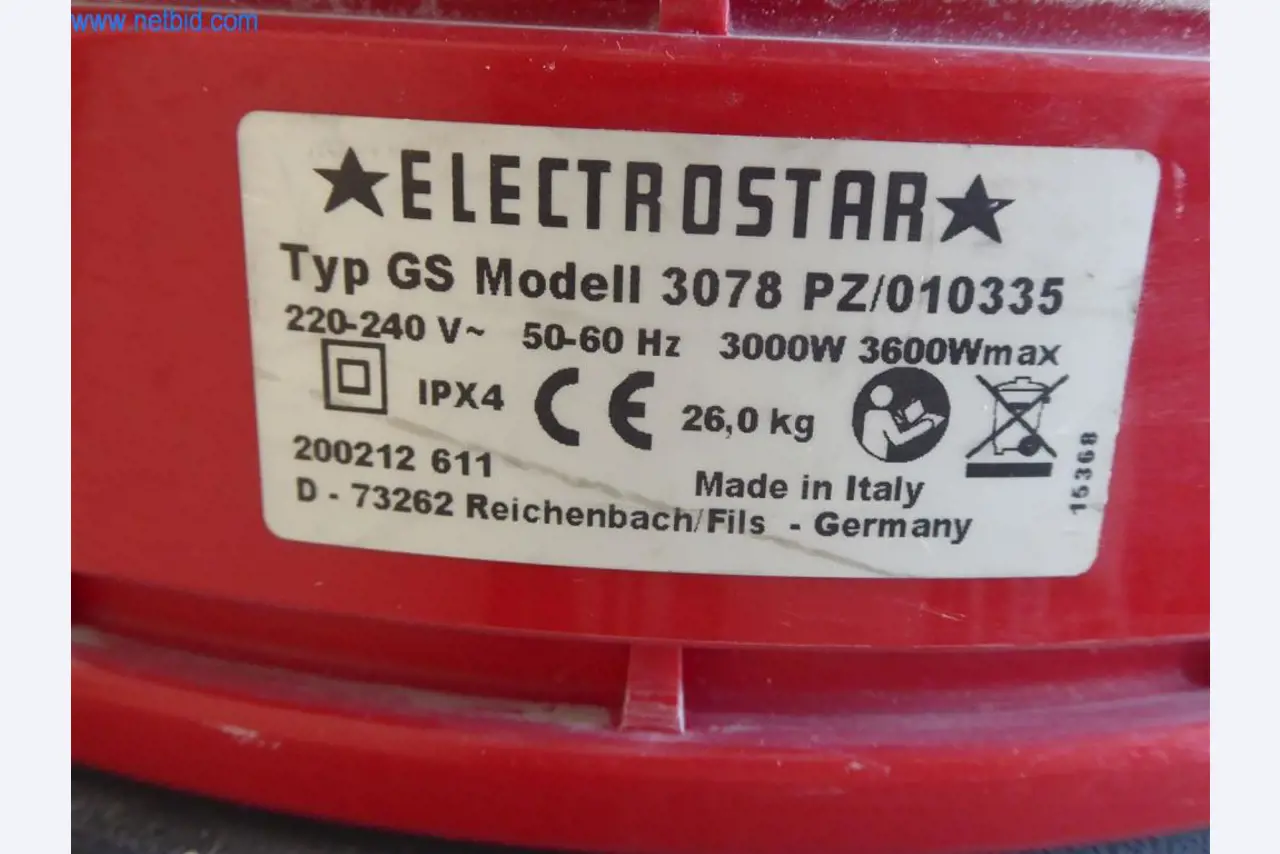 www.netbid.com
★ELECTROSTAR★
Typ GS Modell 3078 PZ/010335
220-240 V~ 50-60 Hz 3000W 3600Wmax
IPX4 CE 26,0 kg
200212 611
Made in Italy
D - 73262 Reichenbach/Fils - Germany
15368